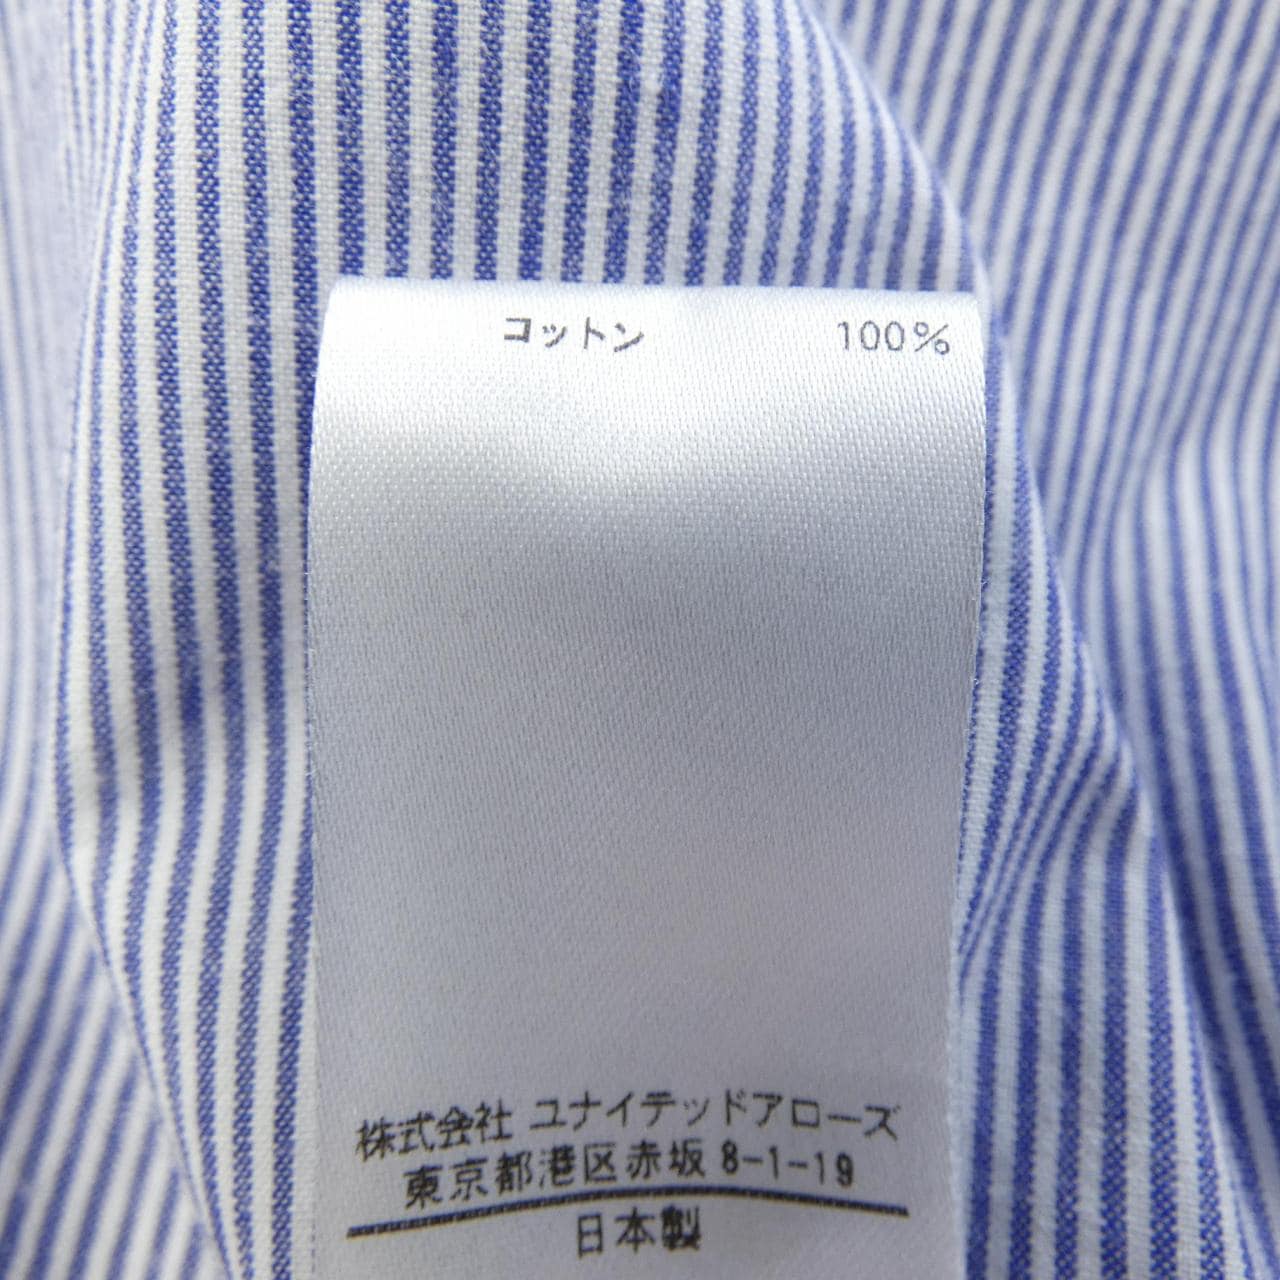 コットン 100%
株式会社 ユナイテッドアローズ
東京都港区赤坂 8-1-19
日本製